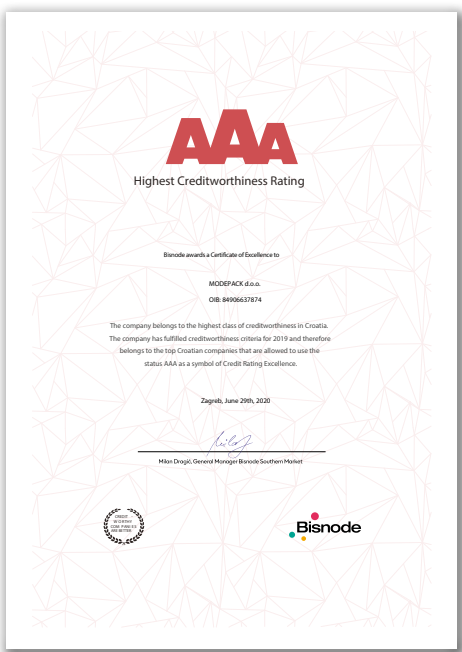 AAA
Highest Creditworthiness Rating
Bisnode awards a Certificate of Excellence to
MODEPACK d.o.o.
OIB: 84906637874
The company belongs to the highest class of creditworthiness in Croatia.
The company has fulfilled creditworthiness criteria for 2019 and therefore
belongs to the top Croatian companies that are allowed to use the
status AAA as a symbol of Credit Rating Excellence.
Zagreb, June 29th, 2020
Milan Dragić, General Manager Bisnode Southern Market
CREDIT
WORTHY
COMPANIES
ARE BETTER
Bisnode